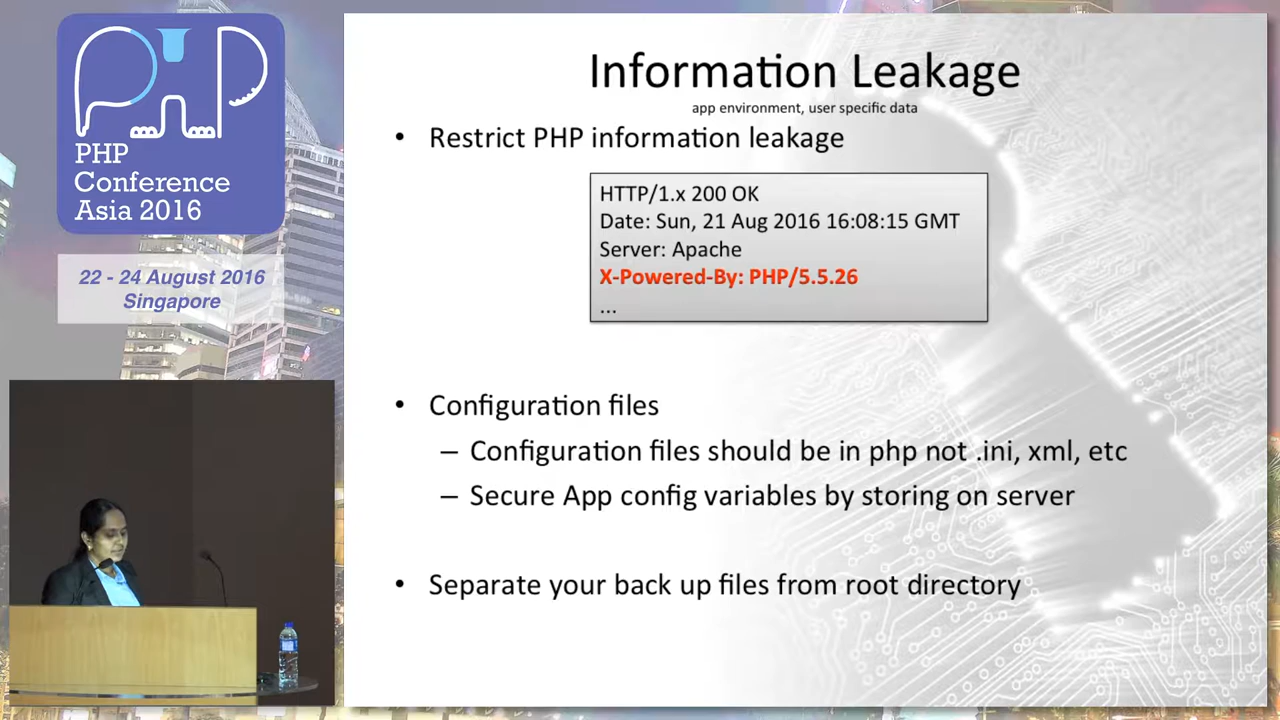 PHP
Conference
Asia 2016
22 - 24 August 2016
Singapore
Information Leakage
app environment, user specific data
• Restrict PHP information leakage
HTTP/1.x 200 OK
Date: Sun, 21 Aug 2016 16:08:15 GMT
Server: Apache
X-Powered-By: PHP/5.5.26
...
• Configuration files
– Configuration files should be in php not .ini, xml, etc
– Secure App config variables by storing on server
• Separate your back up files from root directory